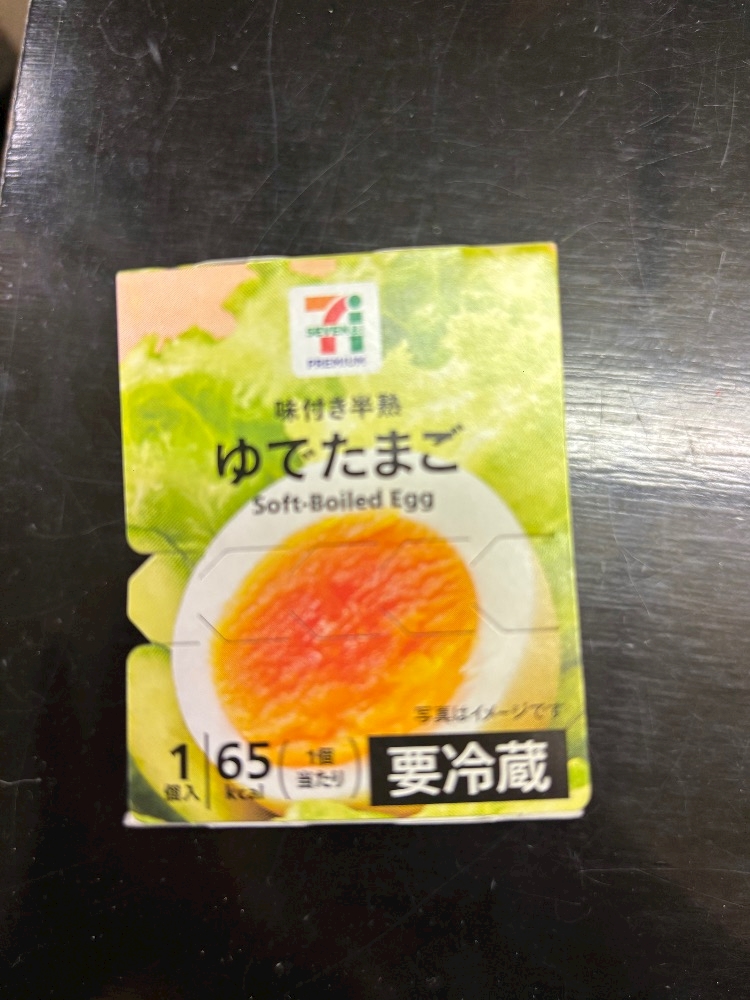 SEVEN i
PREMIUM
味付き半熟
ゆでたまご
Soft-Boiled Egg
写真はイメージです
1
個入
65
kcal
1個
当たり
要冷蔵